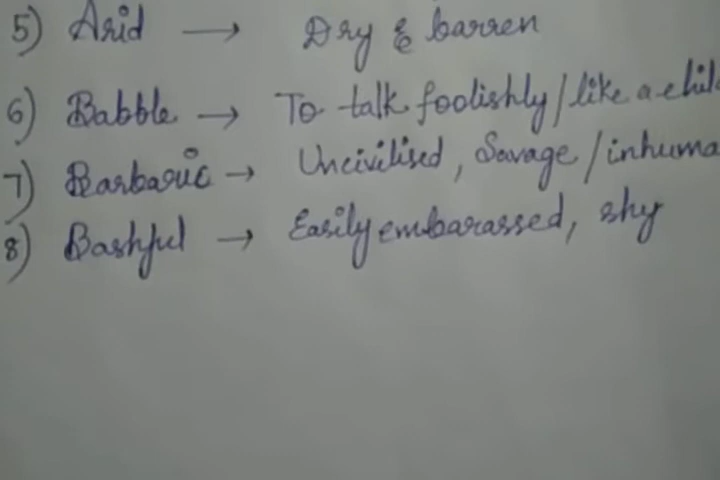 5) Arid → Dry & barren
6) Babble → To talk foolishly/like a chil
7) Barbaric → Uncivilised, Savage/inhuma
8) Bashful → Easily embarassed, shy